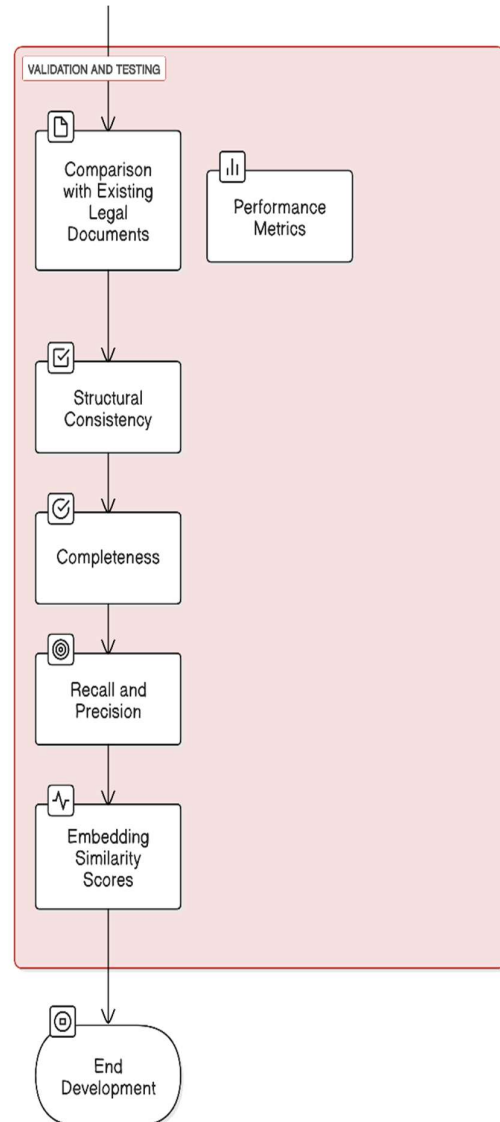 VALIDATION AND TESTING
Comparison
with Existing
Legal
Documents
Performance
Metrics
Structural
Consistency
Completeness
Recall and
Precision
Embedding
Similarity
Scores
End
Development